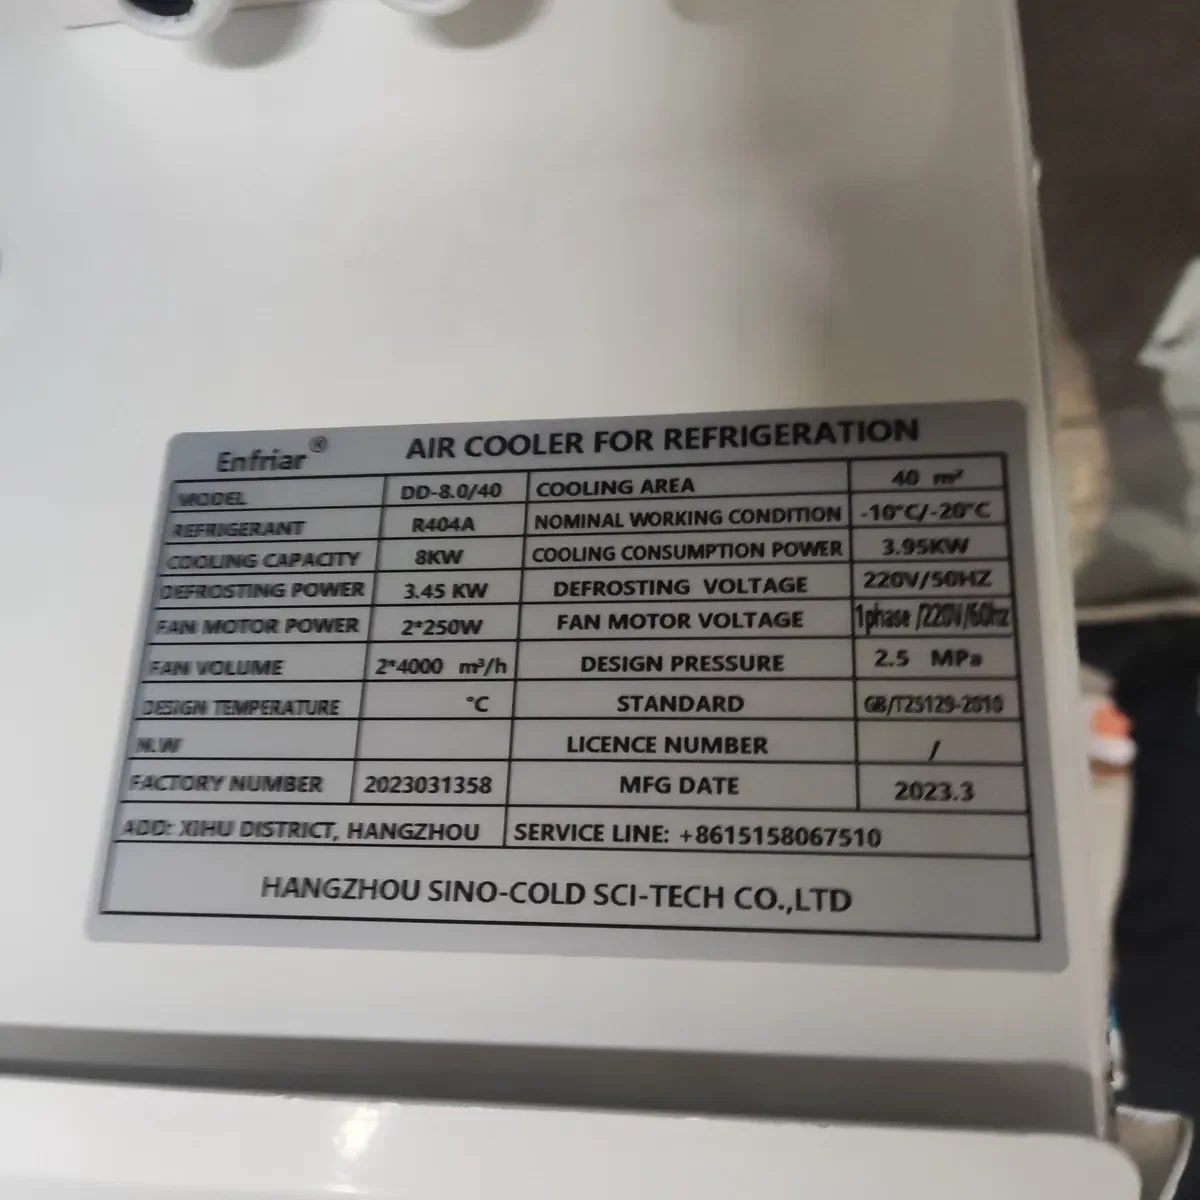 Enfriar® AIR COOLER FOR REFRIGERATION
MODEL DD-8.0/40 COOLING AREA 40 m²
REFRIGERANT R404A NOMINAL WORKING CONDITION -10°C/-20°C
COOLING CAPACITY 8KW COOLING CONSUMPTION POWER 3.95KW
DEFROSTING POWER 3.45 KW DEFROSTING VOLTAGE 220V/50HZ
FAN MOTOR POWER 2*250W FAN MOTOR VOLTAGE 1phase /220V/60hz
FAN VOLUME 2*4000 m³/h DESIGN PRESSURE 2.5 MPa
DESIGN TEMPERATURE °C STANDARD GB/T25129-2010
N.W LICENCE NUMBER /
FACTORY NUMBER 2023031358 MFG DATE 2023.3
ADD: XIHU DISTRICT, HANGZHOU SERVICE LINE: +8615158067510
HANGZHOU SINO-COLD SCI-TECH CO.,LTD